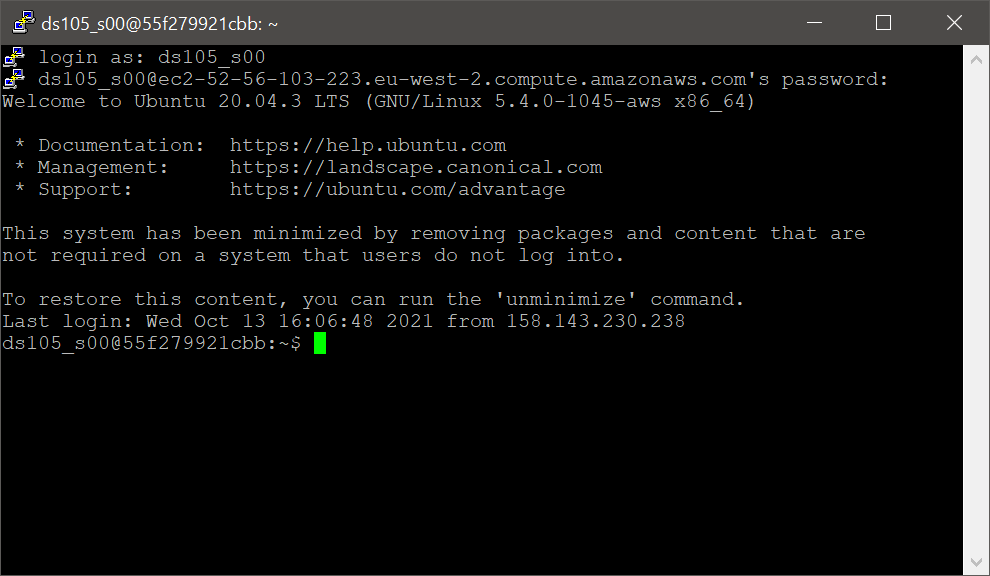 ds105_s00@55f279921cbb: ~
login as: ds105_s00
ds105_s00@ec2-52-56-103-223.eu-west-2.compute.amazonaws.com's password:
Welcome to Ubuntu 20.04.3 LTS (GNU/Linux 5.4.0-1045-aws x86_64)
* Documentation:  https://help.ubuntu.com
* Management:     https://landscape.canonical.com
* Support:        https://ubuntu.com/advantage
This system has been minimized by removing packages and content that are
not required on a system that users do not log into.
To restore this content, you can run the 'unminimize' command.
Last login: Wed Oct 13 16:06:48 2021 from 158.143.230.238
ds105_s00@55f279921cbb:~$